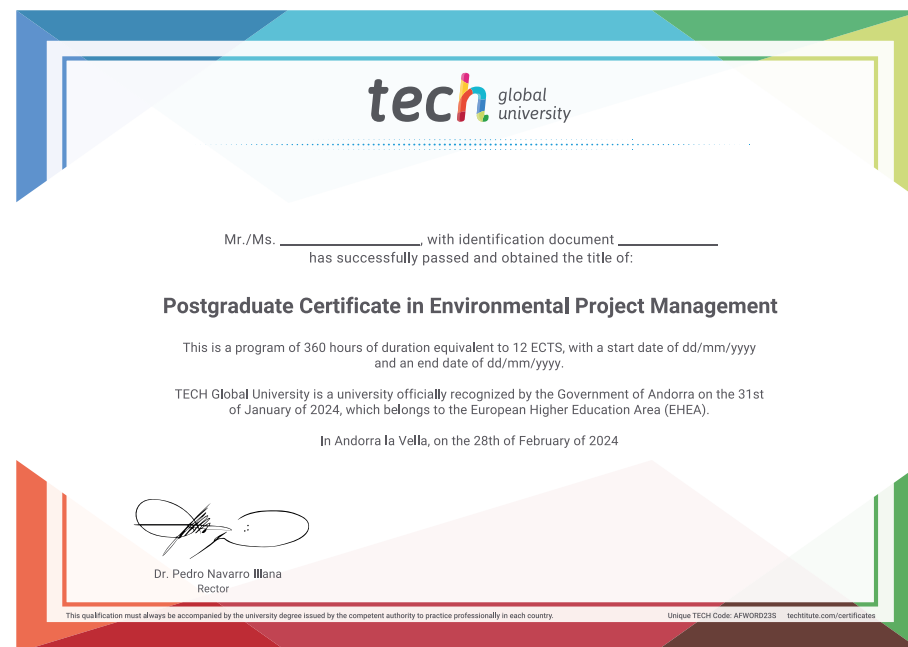 tech global university
Mr./Ms. ____________, with identification document ____________
has successfully passed and obtained the title of:
Postgraduate Certificate in Environmental Project Management
This is a program of 360 hours of duration equivalent to 12 ECTS, with a start date of dd/mm/yyyy
and an end date of dd/mm/yyyy.
TECH Global University is a university officially recognized by the Government of Andorra on the 31st
of January of 2024, which belongs to the European Higher Education Area (EHEA).
In Andorra la Vella, on the 28th of February of 2024
Dr. Pedro Navarro Illana
Rector
This qualification must always be accompanied by the university degree issued by the competent authority to practice professionally in each country.
Unique TECH Code: AFWORD23S techtitute.com/certificates